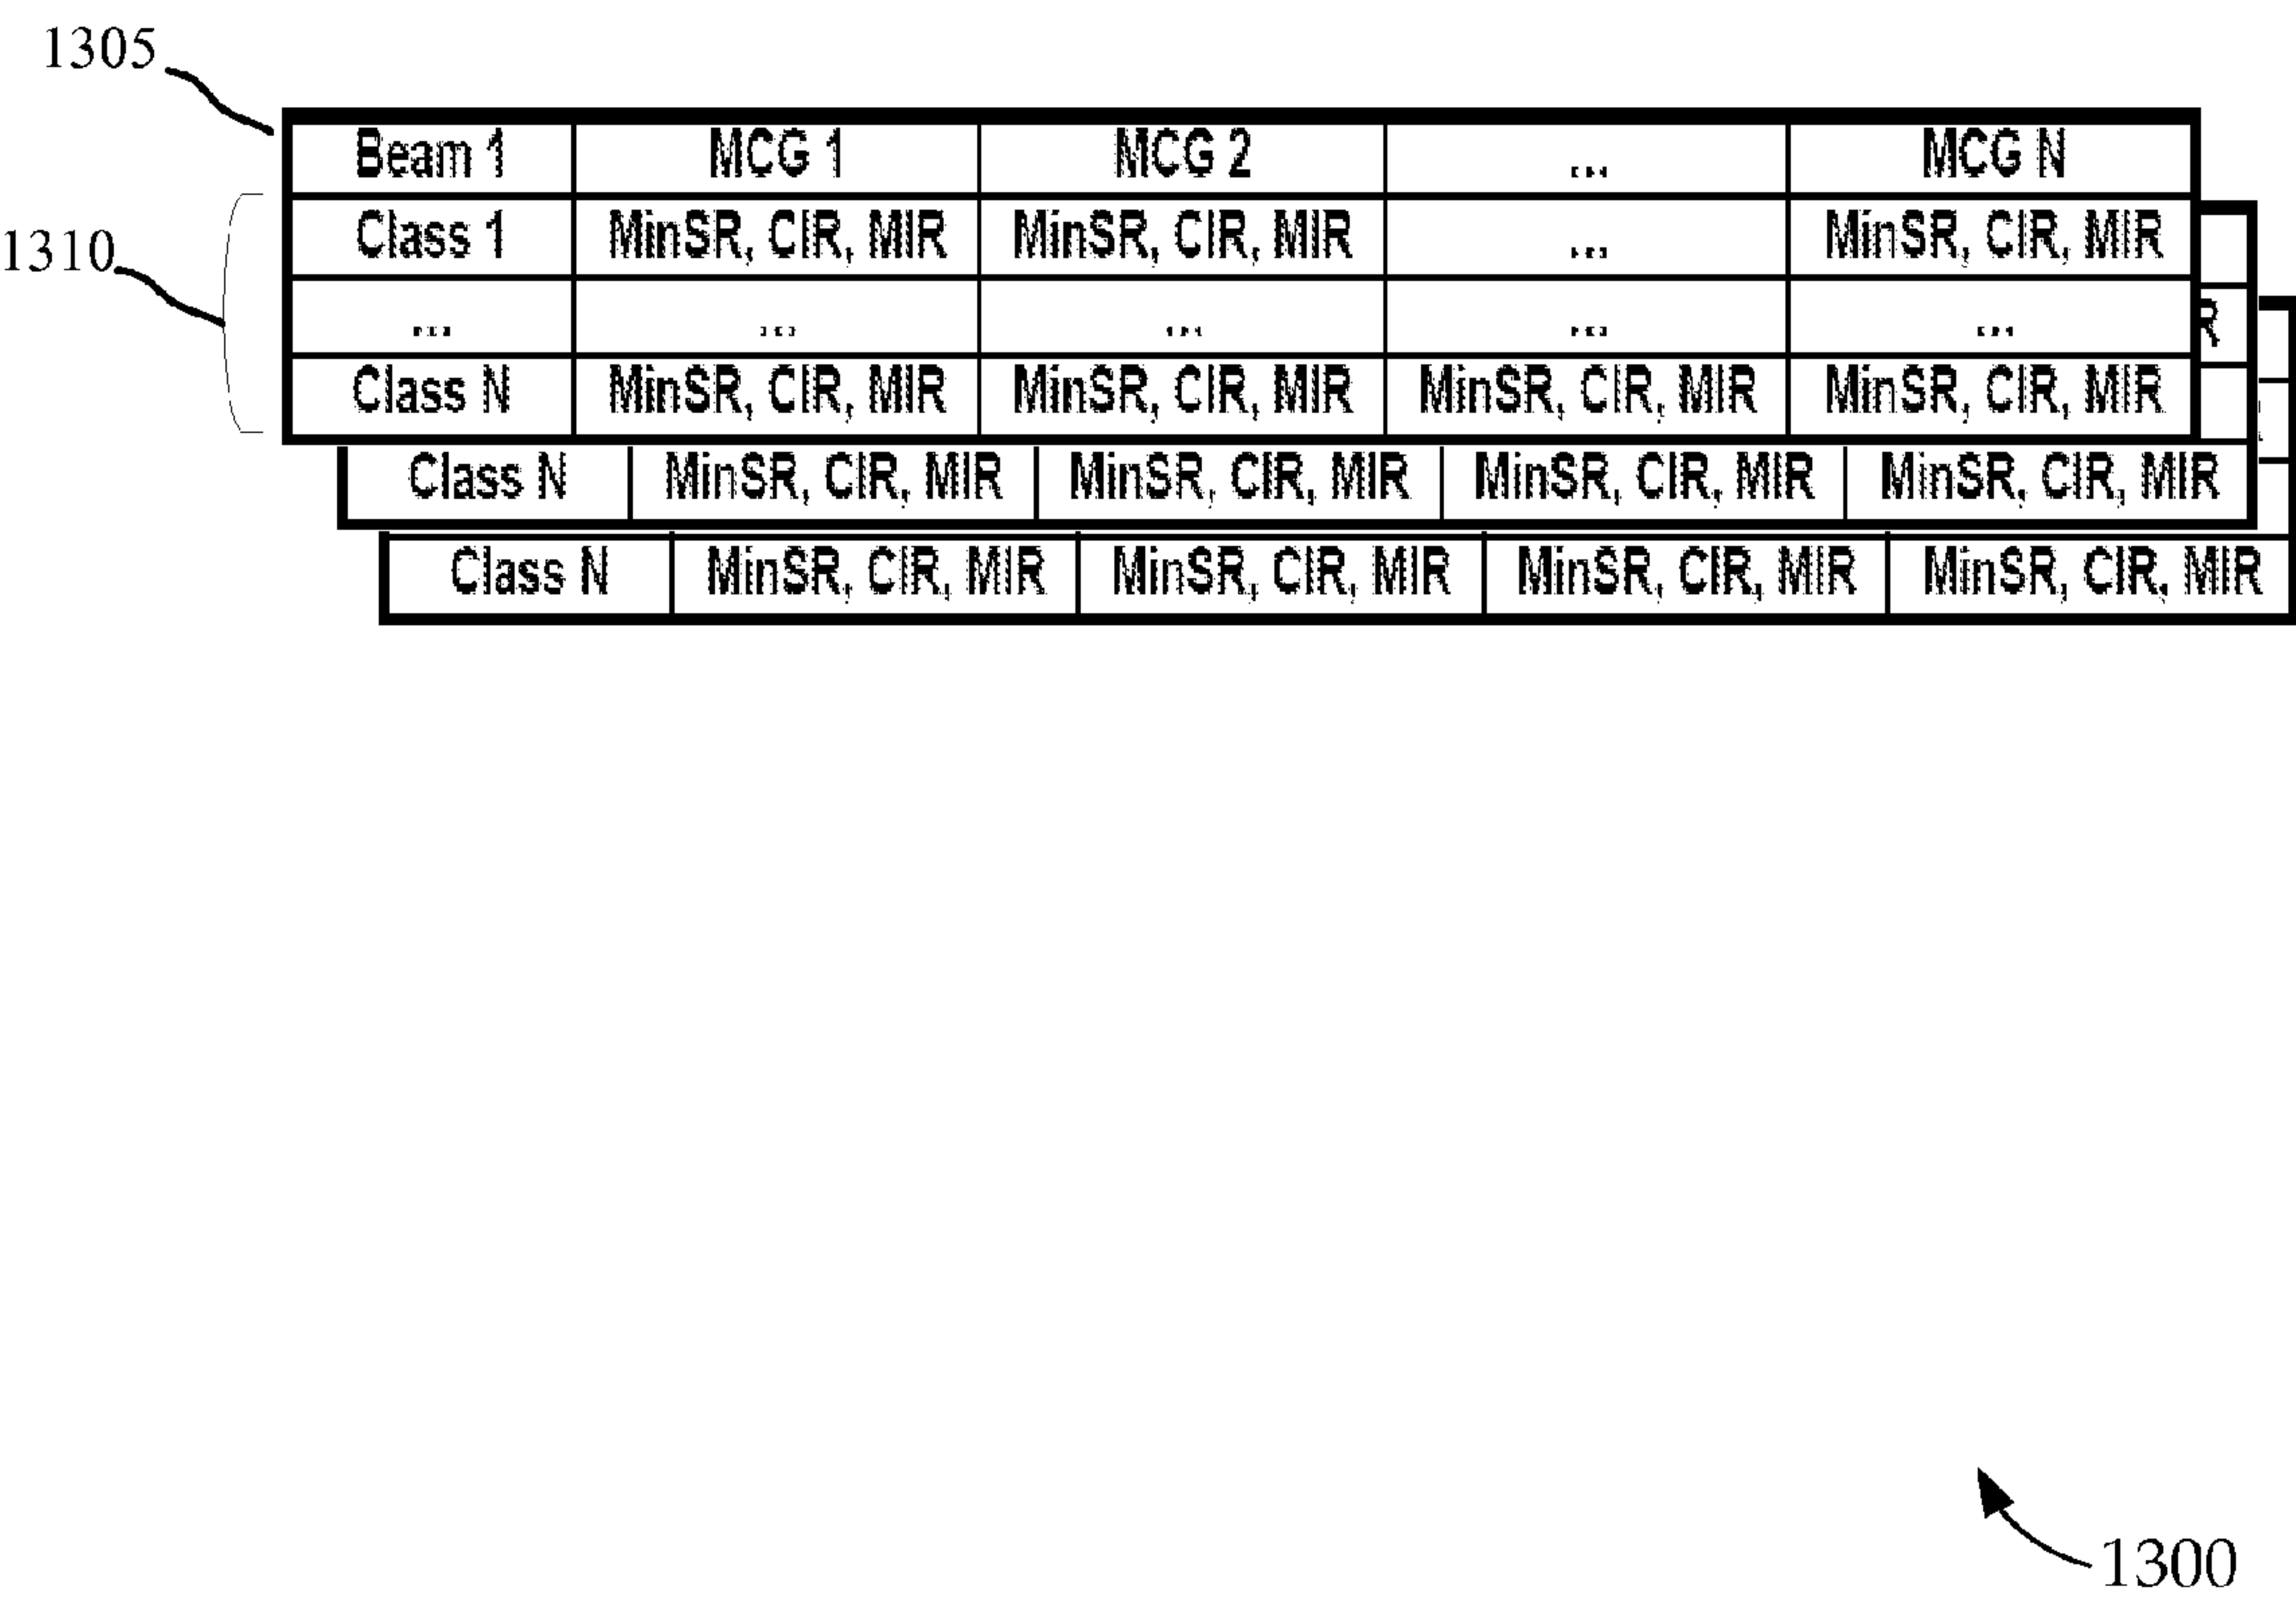 1305
Beam 1 MCG 1 MCG 2 ... MCG N
1310
Class 1 MinSR, CIR, MIR MinSR, CIR, MIR ... MinSR, CIR, MIR
... ... ... ... ...
R
Class N MinSR, CIR, MIR MinSR, CIR, MIR MinSR, CIR, MIR MinSR, CIR, MIR
Class N MinSR, CIR, MIR MinSR, CIR, MIR MinSR, CIR, MIR MinSR, CIR, MIR
Class N MinSR, CIR, MIR MinSR, CIR, MIR MinSR, CIR, MIR MinSR, CIR, MIR
1300